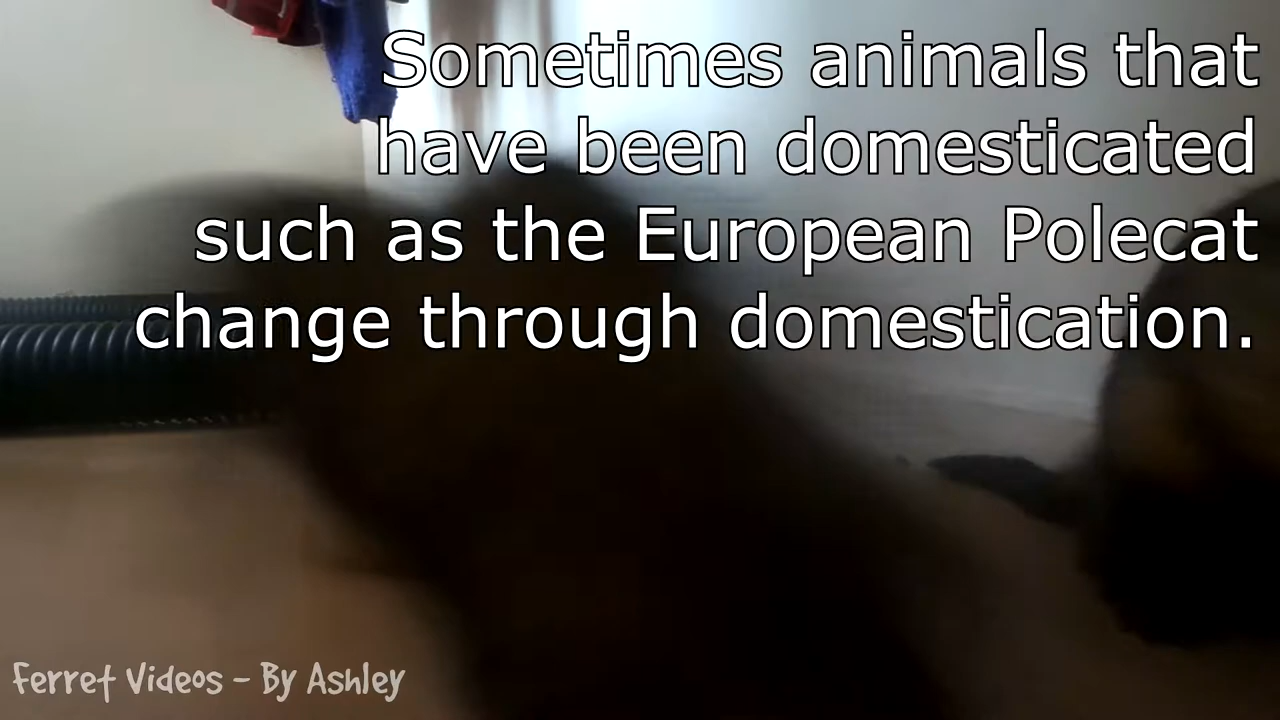 Sometimes animals that
have been domesticated
such as the European Polecat
change through domestication.
Ferret Videos - By Ashley